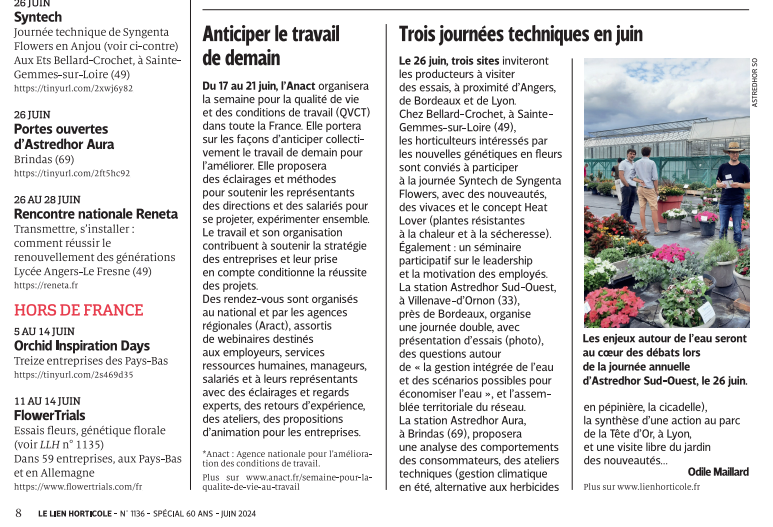 26 JUIN
Syntech
Journée technique de Syngenta
Flowers en Anjou (voir ci-contre)
Aux Ets Bellard-Crochet, à Sainte-
Gemmes-sur-Loire (49)
https://tinyurl.com/2xwj6y82
26 JUIN
Portes ouvertes
d'Astredhor Aura
Brindas (69)
https://tinyurl.com/2ft5hc92
26 AU 28 JUIN
Rencontre nationale Reneta
Transmettre, s'installer :
comment réussir le
renouvellement des générations
Lycée Angers-Le Fresne (49)
https://reneta.fr
HORS DE FRANCE
5 AU 14 JUIN
Orchid Inspiration Days
Treize entreprises des Pays-Bas
https://tinyurl.com/2s469d35
11 AU 14 JUIN
FlowerTrials
Essais fleurs, génétique florale
(voir LLH n° 1135)
Dans 59 entreprises, aux Pays-Bas
et en Allemagne
https://www.flowertrials.com/fr
Anticiper le travail
de demain
Du 17 au 21 juin, l'Anact organisera
la semaine pour la qualité de vie
et des conditions de travail (QVCT)
dans toute la France. Elle portera
sur les façons d'anticiper collecti-
vement le travail de demain pour
l'améliorer. Elle proposera
des éclairages et méthodes
pour soutenir les représentants
des directions et des salariés pour
se projeter, expérimenter ensemble.
Le travail et son organisation
contribuent à soutenir la stratégie
des entreprises et leur prise
en compte conditionne la réussite
des projets.
Des rendez-vous sont organisés
au national et par les agences
régionales (Aract), assortis
de webinaires destinés
aux employeurs, services
ressources humaines, manageurs,
salariés et à leurs représentants
avec des éclairages et regards
experts, des retours d'expérience,
des ateliers, des propositions
d'animation pour les entreprises.
*Anact : Agence nationale pour l'améliora-
tion des conditions de travail.
Plus sur www.anact.fr/semaine-pour-la-
qualite-de-vie-au-travail
Trois journées techniques en juin
Le 26 juin, trois sites inviteront
les producteurs à visiter
des essais, à proximité d'Angers,
de Bordeaux et de Lyon.
Chez Bellard-Crochet, à Sainte-
Gemmes-sur-Loire (49),
les horticulteurs intéressés par
les nouvelles génétiques en fleurs
sont conviés à participer
à la journée Syntech de Syngenta
Flowers, avec des nouveautés,
des vivaces et le concept Heat
Lover (plantes résistantes
à la chaleur et à la sécheresse).
Également : un séminaire
participatif sur le leadership
et la motivation des employés.
La station Astredhor Sud-Ouest,
à Villenave-d'Ornon (33),
près de Bordeaux, organise
une journée double, avec
présentation d'essais (photo),
des questions autour
de « la gestion intégrée de l'eau
et des scénarios possibles pour
économiser l'eau », et l'assem-
blée territoriale du réseau.
La station Astredhor Aura,
à Brindas (69), proposera
une analyse des comportements
des consommateurs, des ateliers
techniques (gestion climatique
en été, alternative aux herbicides
ASTREDHOR SO
Les enjeux autour de l'eau seront
au cœur des débats lors
de la journée annuelle
d'Astredhor Sud-Ouest, le 26 juin.
en pépinière, la cicadelle),
la synthèse d'une action au parc
de la Tête d'Or, à Lyon,
et une visite libre du jardin
des nouveautés...
Odile Maillard
Plus sur www.lienhorticole.fr
8 LE LIEN HORTICOLE - N° 1136 - SPÉCIAL 60 ANS - JUIN 2024